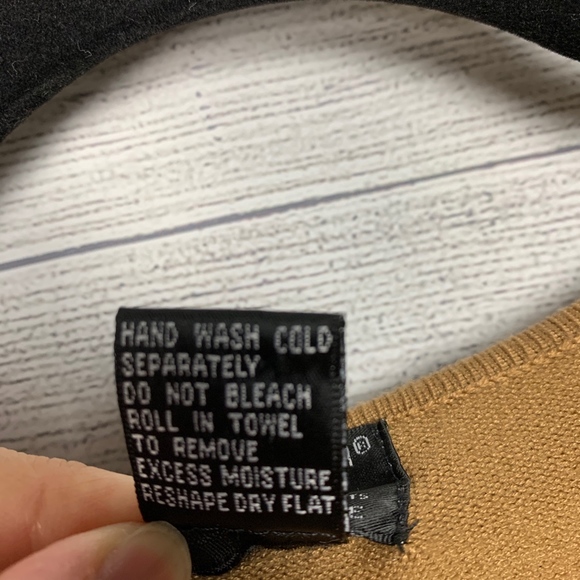 HAND WASH COLD
SEPARATELY
DO NOT BLEACH
ROLL IN TOWEL
TO REMOVE
EXCESS MOISTURE
RESHAPE DRY FLAT
®